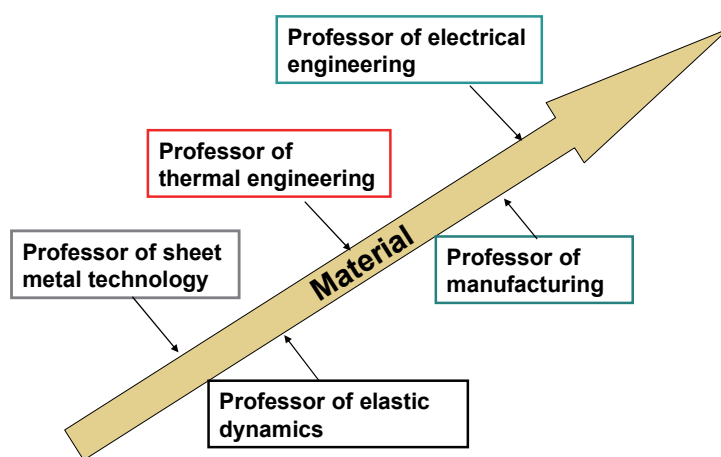 Professor of electrical
engineering
Professor of
thermal engineering
Professor of sheet
metal technology
Material
Professor of
manufacturing
Professor of elastic
dynamics